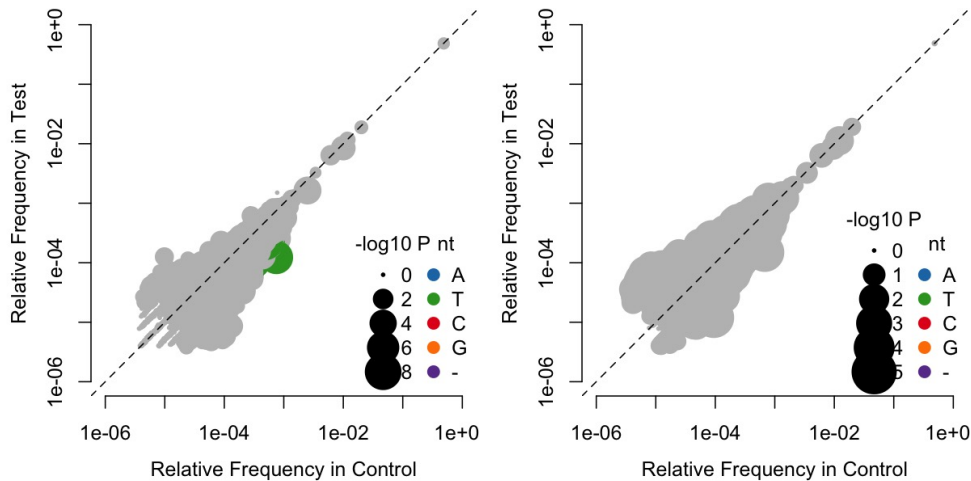 1e+0
1e-02
1e-04
1e-06
Relative Frequency in Test
-log10 P nt
0 A
2 T
4 C
6 G
8 -
1e-06 1e-04 1e-02 1e+0
Relative Frequency in Control
1e+0
1e-02
1e-04
1e-06
Relative Frequency in Test
-log10 P
nt
0
1 A
2 T
3 C
4 G
5 -
1e-06 1e-04 1e-02 1e+0
Relative Frequency in Control